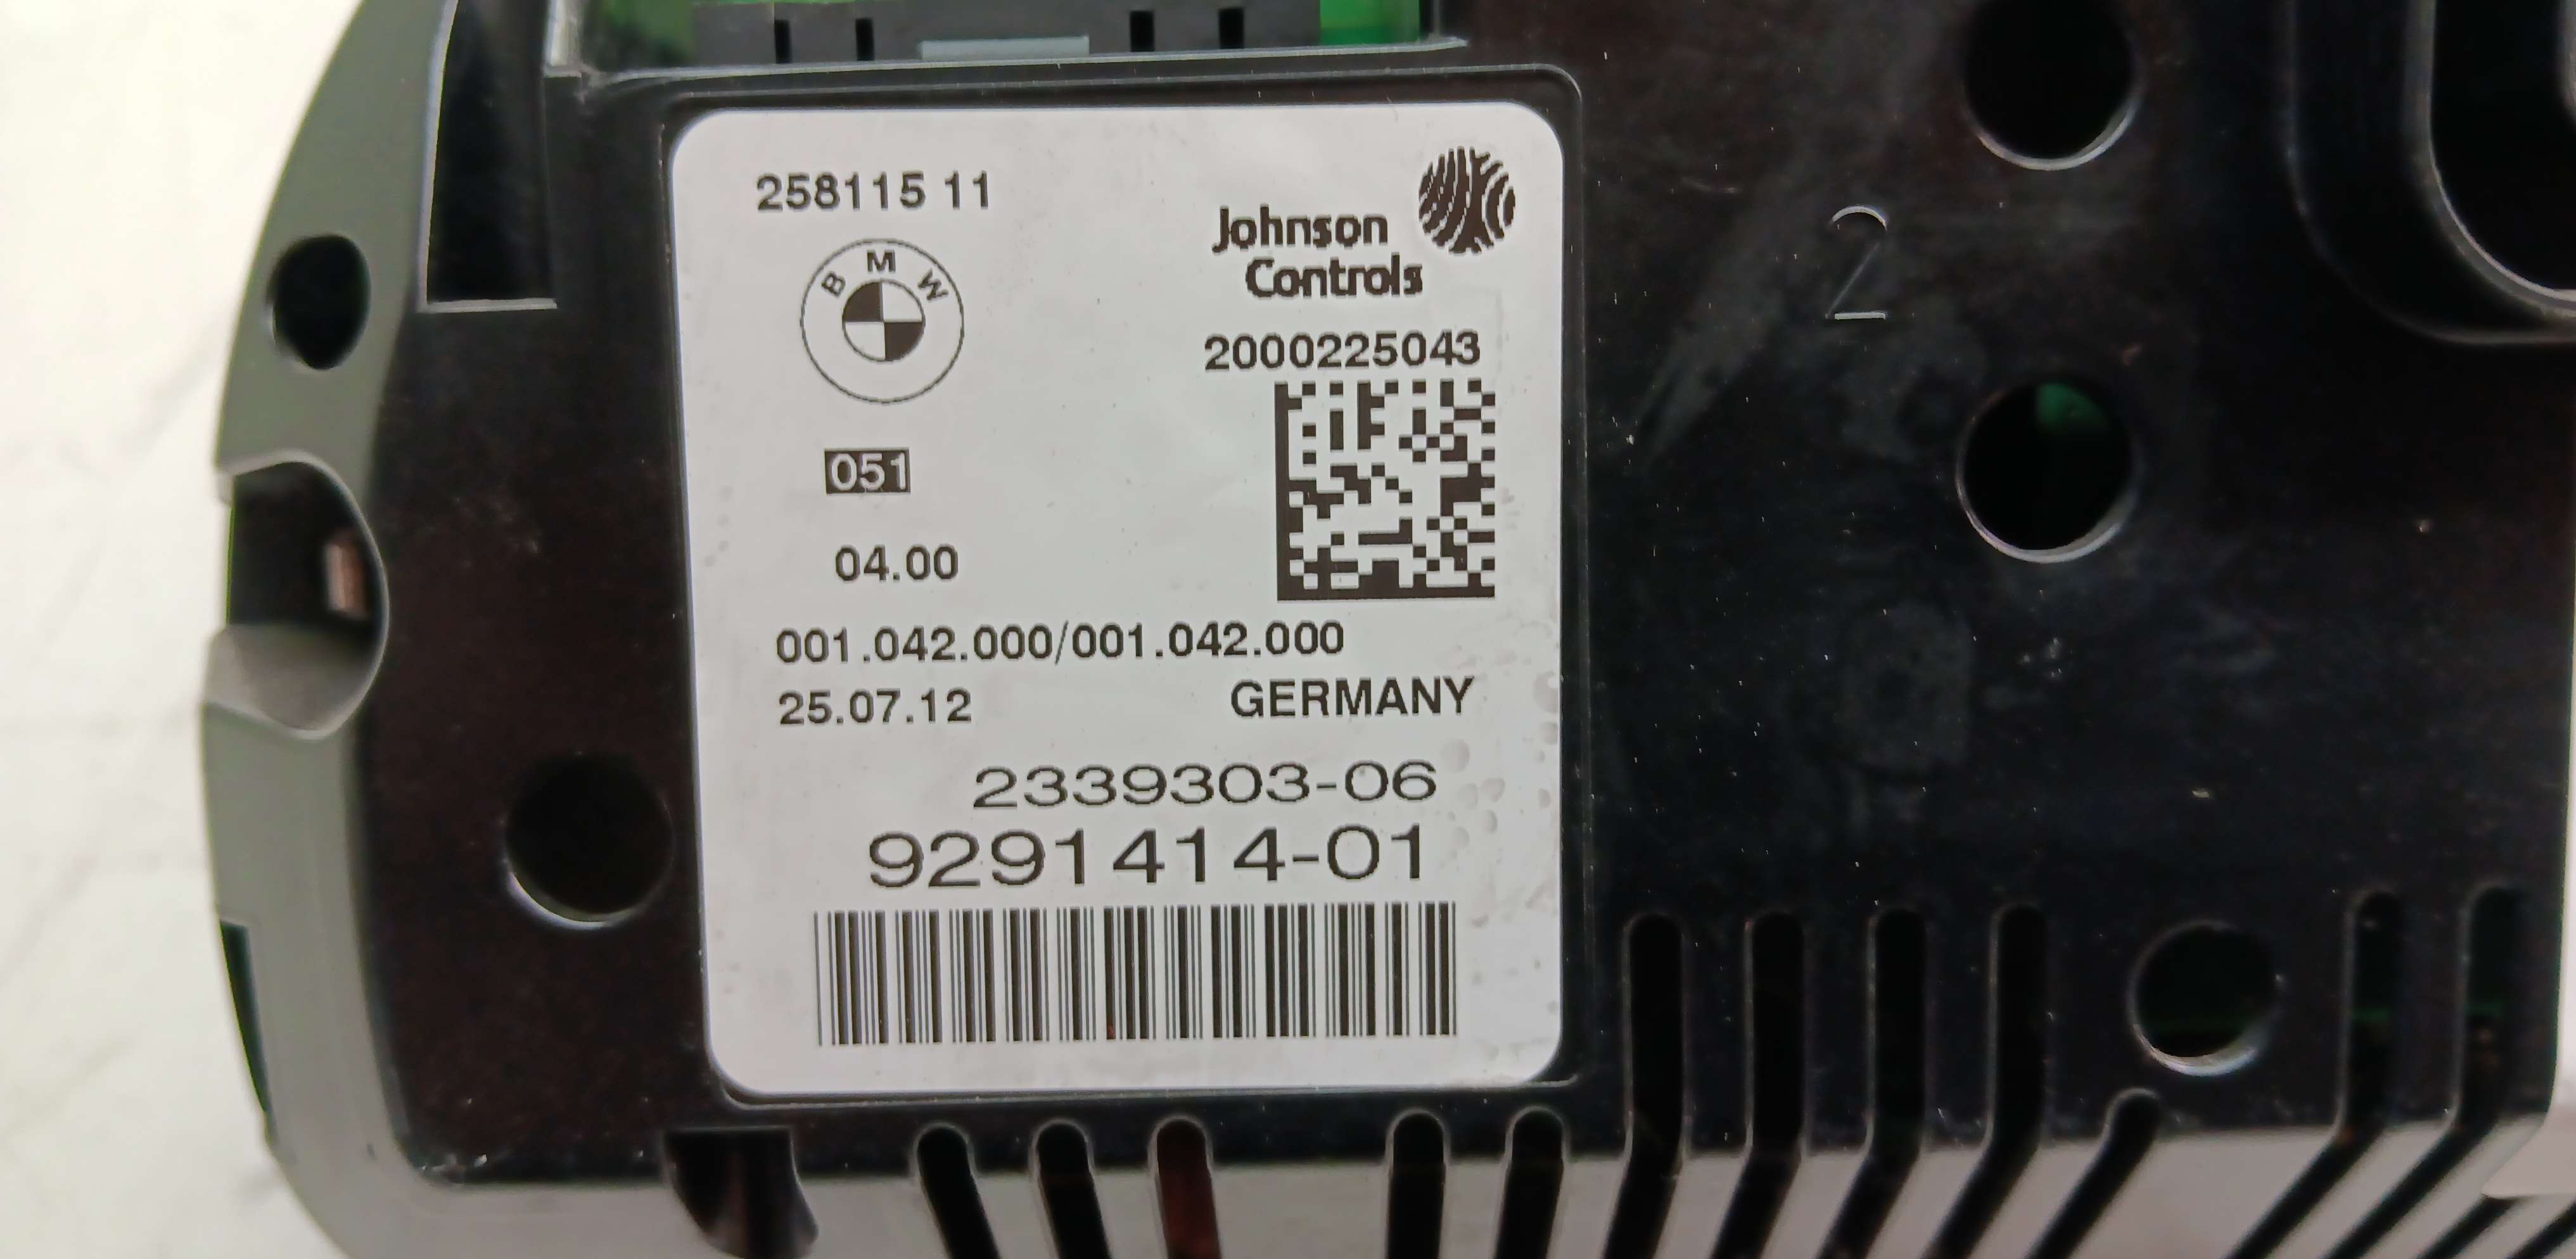 258115 11
Johnson
Controls
BMW
2000225043
051
04.00
001.042.000/001.042.000
25.07.12 GERMANY
2339303-06
9291414-01
2